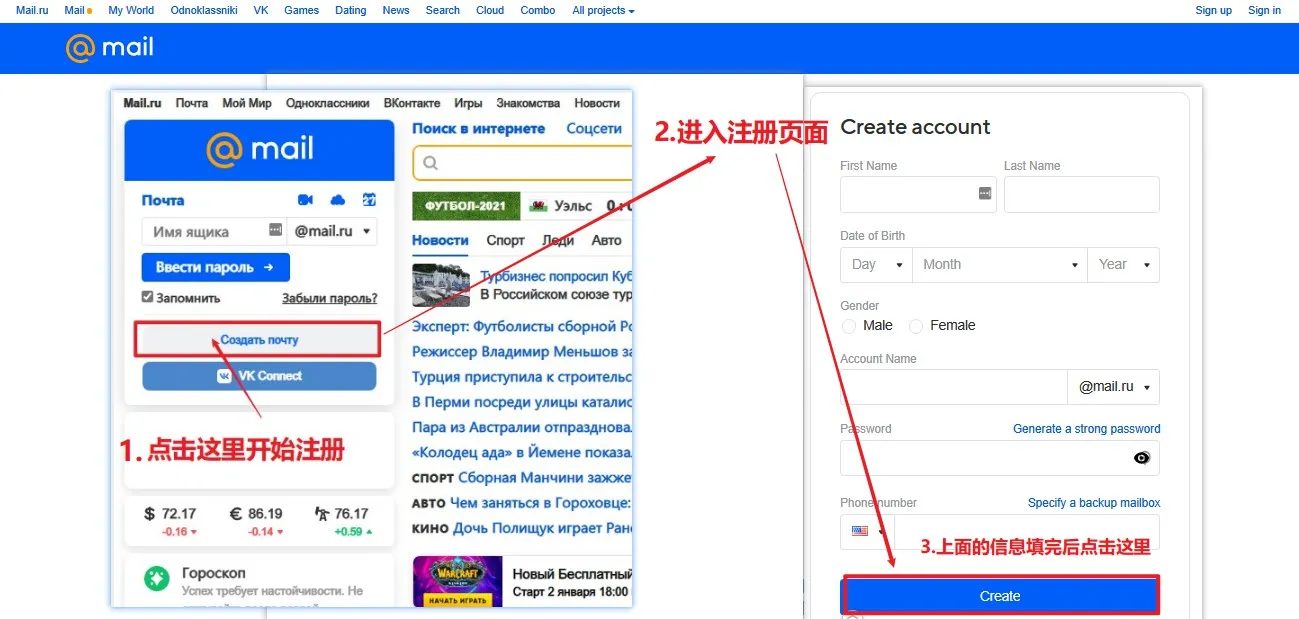 Mail.ru Mail My World Odnoklassniki VK Games Dating News Search Cloud Combo All projects Sign up Sign in
@mail
Mail.ru Почта Мой Мир Одноклассники ВКонтакте Игры Знакомства Новости
@mail
Почта
27
Имя ящика @mail.ru
Ввести пароль →
Запомнить Забыли пароль?
Создать почту
VK Connect
1.点击这里开始注册
$ 72.17 € 86.19 76.17
-0.16 -0.14 +0.59
Гороскоп
Успех требует настойчивости. Не
Поиск в интернете Соцсети
ФУТБОЛ-2021 Уэльс
Новости Спорт Леди Авто
Турбизнес попросил Куб
В Российском союзе тур
Эксперт: Футболисты сборной Ро
Режиссер Владимир Меньшов за
Турция приступила к строительс
В Перми посреди улицы каталис
Пара из Австралии отпразднова
«Колодец ада» в Йемене показа
СПОРТ Сборная Манчини зажже
АВТО Чем заняться в Гороховце:
КИНО Дочь Полищук играет Ране
WARCRAFT
НАЧАТЬ ИГРАТЬ
Новый Бесплатный
Старт 2 января 18:00
2.进入注册页面
Create account
First Name Last Name
Date of Birth
Day Month Year
Gender
Male Female
Account Name
@mail.ru
Password Generate a strong password
Phone number Specify a backup mailbox
3.上面的信息填完后点击这里
Create